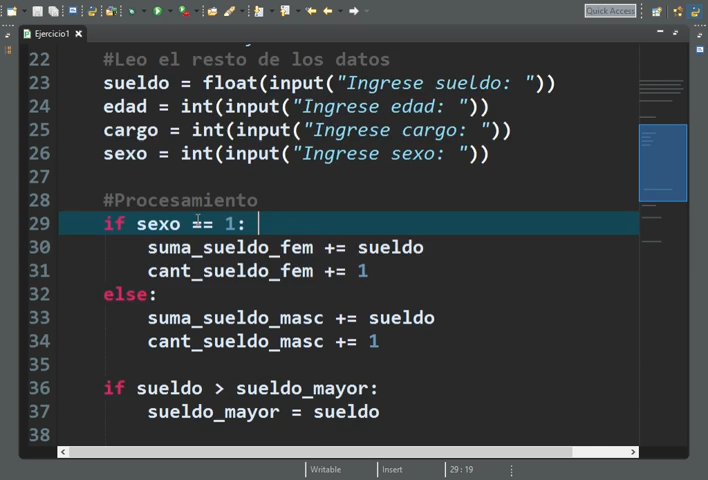 Quick Access
Ejercicio1
22 #Leo el resto de los datos
23 sueldo = float(input("Ingrese sueldo: "))
24 edad = int(input("Ingrese edad: "))
25 cargo = int(input("Ingrese cargo: "))
26 sexo = int(input("Ingrese sexo: "))
27
28 #Procesamiento
29 if sexo == 1:
30 suma_sueldo_fem += sueldo
31 cant_sueldo_fem += 1
32 else:
33 suma_sueldo_masc += sueldo
34 cant_sueldo_masc += 1
35
36 if sueldo > sueldo_mayor:
37 sueldo_mayor = sueldo
38
Writable Insert 29:19